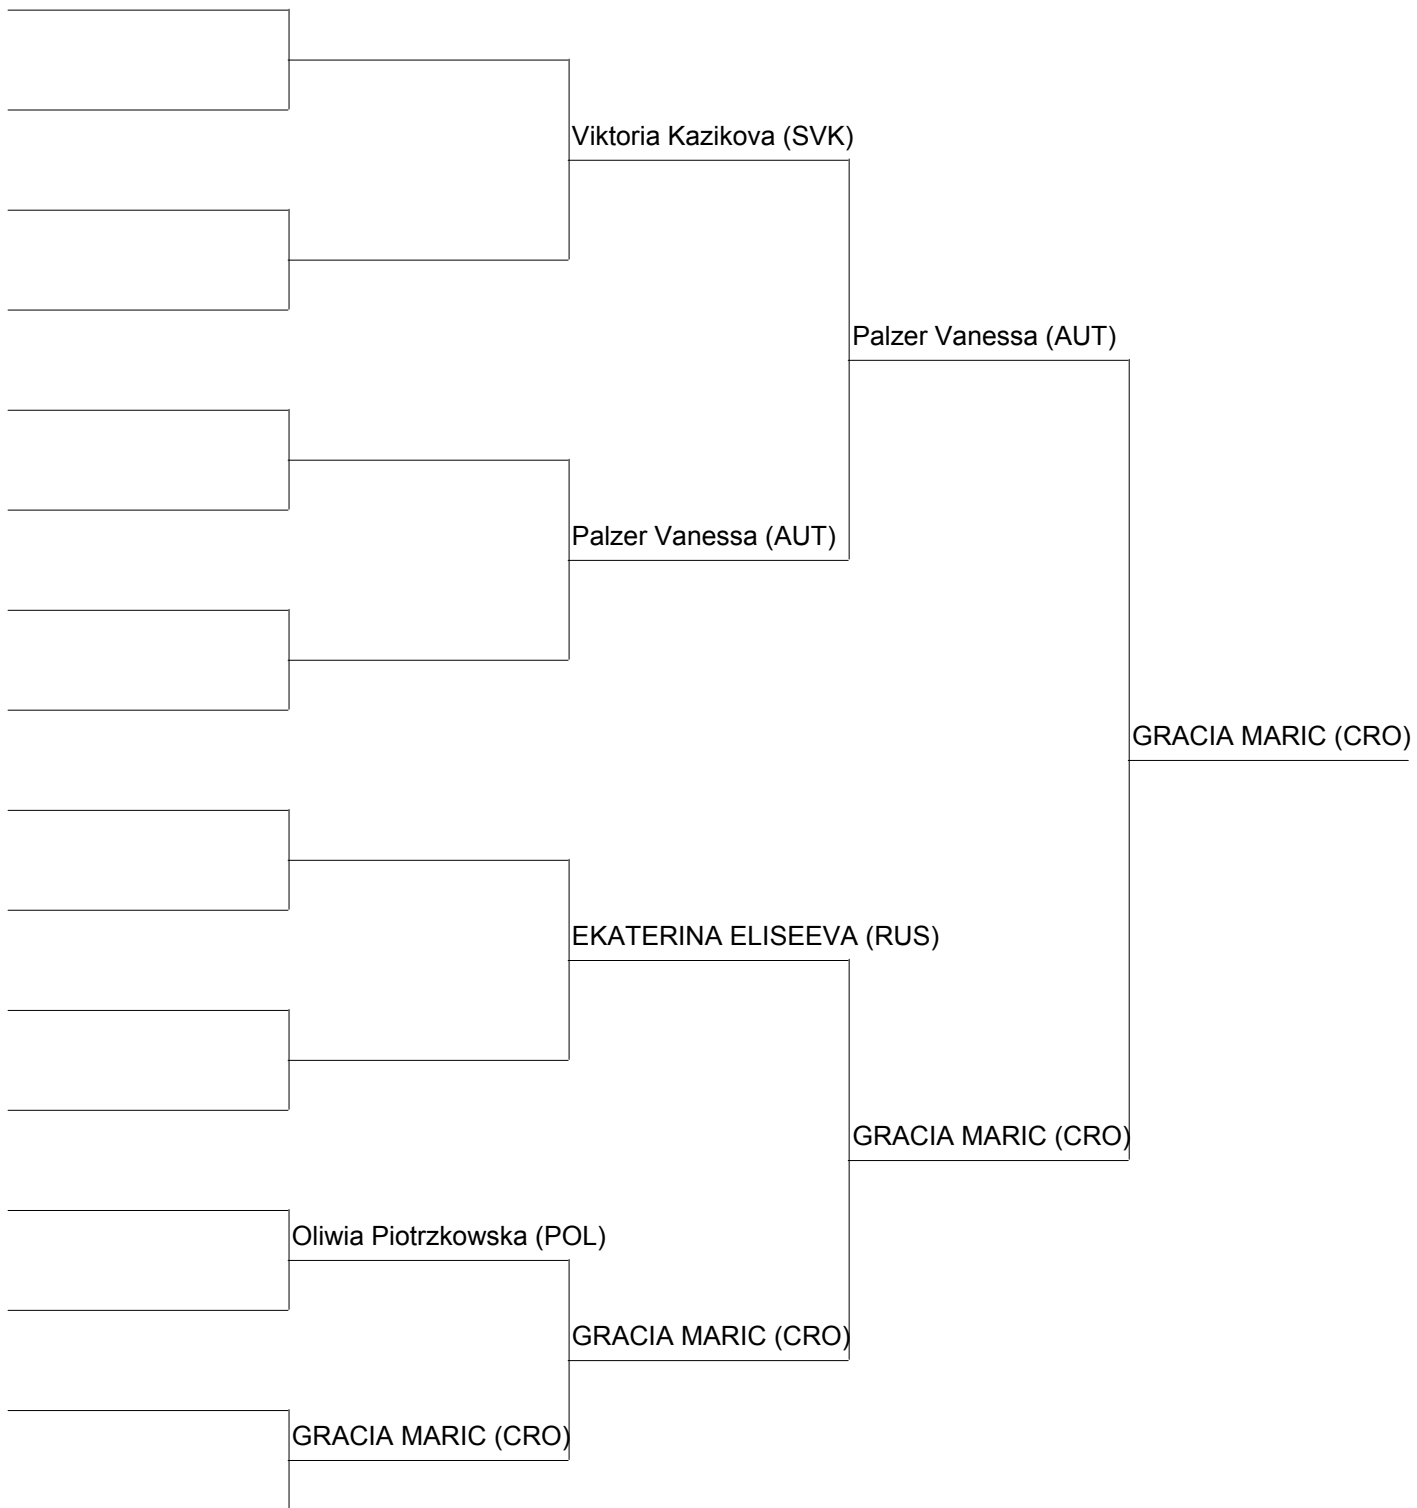 Viktoria Kazikova (SVK)
Palzer Vanessa (AUT)
Palzer Vanessa (AUT)
GRACIA MARIC (CRO)
EKATERINA ELISEEVA (RUS)
GRACIA MARIC (CRO)
Oliwia Piotrzkowska (POL)
GRACIA MARIC (CRO)
GRACIA MARIC (CRO)